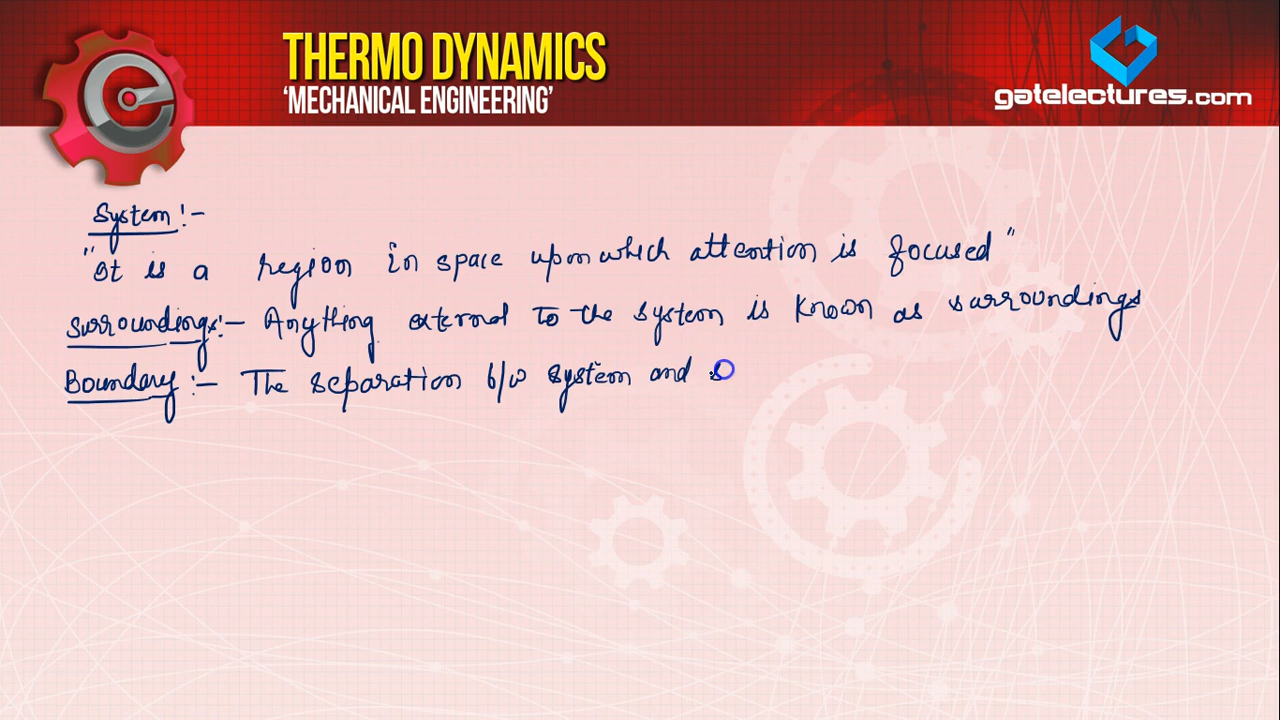 THERMO DYNAMICS
'MECHANICAL ENGINEERING'
gatelectures.com
System:-
"It is a region in space upon which attention is focused"
Surroundings:- Anything external to the system is known as surroundings
Boundary:- The separation b/w system and s